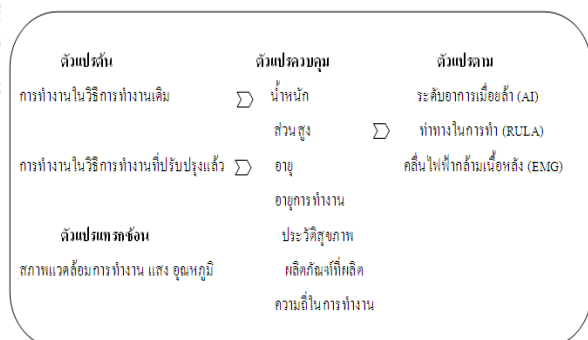 ตัวแปรต้น ตัวแปรควบคุม ตัวแปรตาม
การทำงานในวิธีการทำงานเดิม น้ำหนัก ระดับอาการเมื่อยล้า (AI)
ส่วนสูง ท่าทางในการทำ (RULA)
การทำงานในวิธีการทำงานที่ปรับปรุงแล้ว อายุ คลื่นไฟฟ้ากล้ามเนื้อหลัง (EMG)
อายุการทำงาน
ตัวแปรแทรกซ้อน ประวัติสุขภาพ
สภาพแวดล้อมการทำงาน แสง อุณหภูมิ ผลิตภัณฑ์ที่ผลิต
ความถี่ในการทำงาน